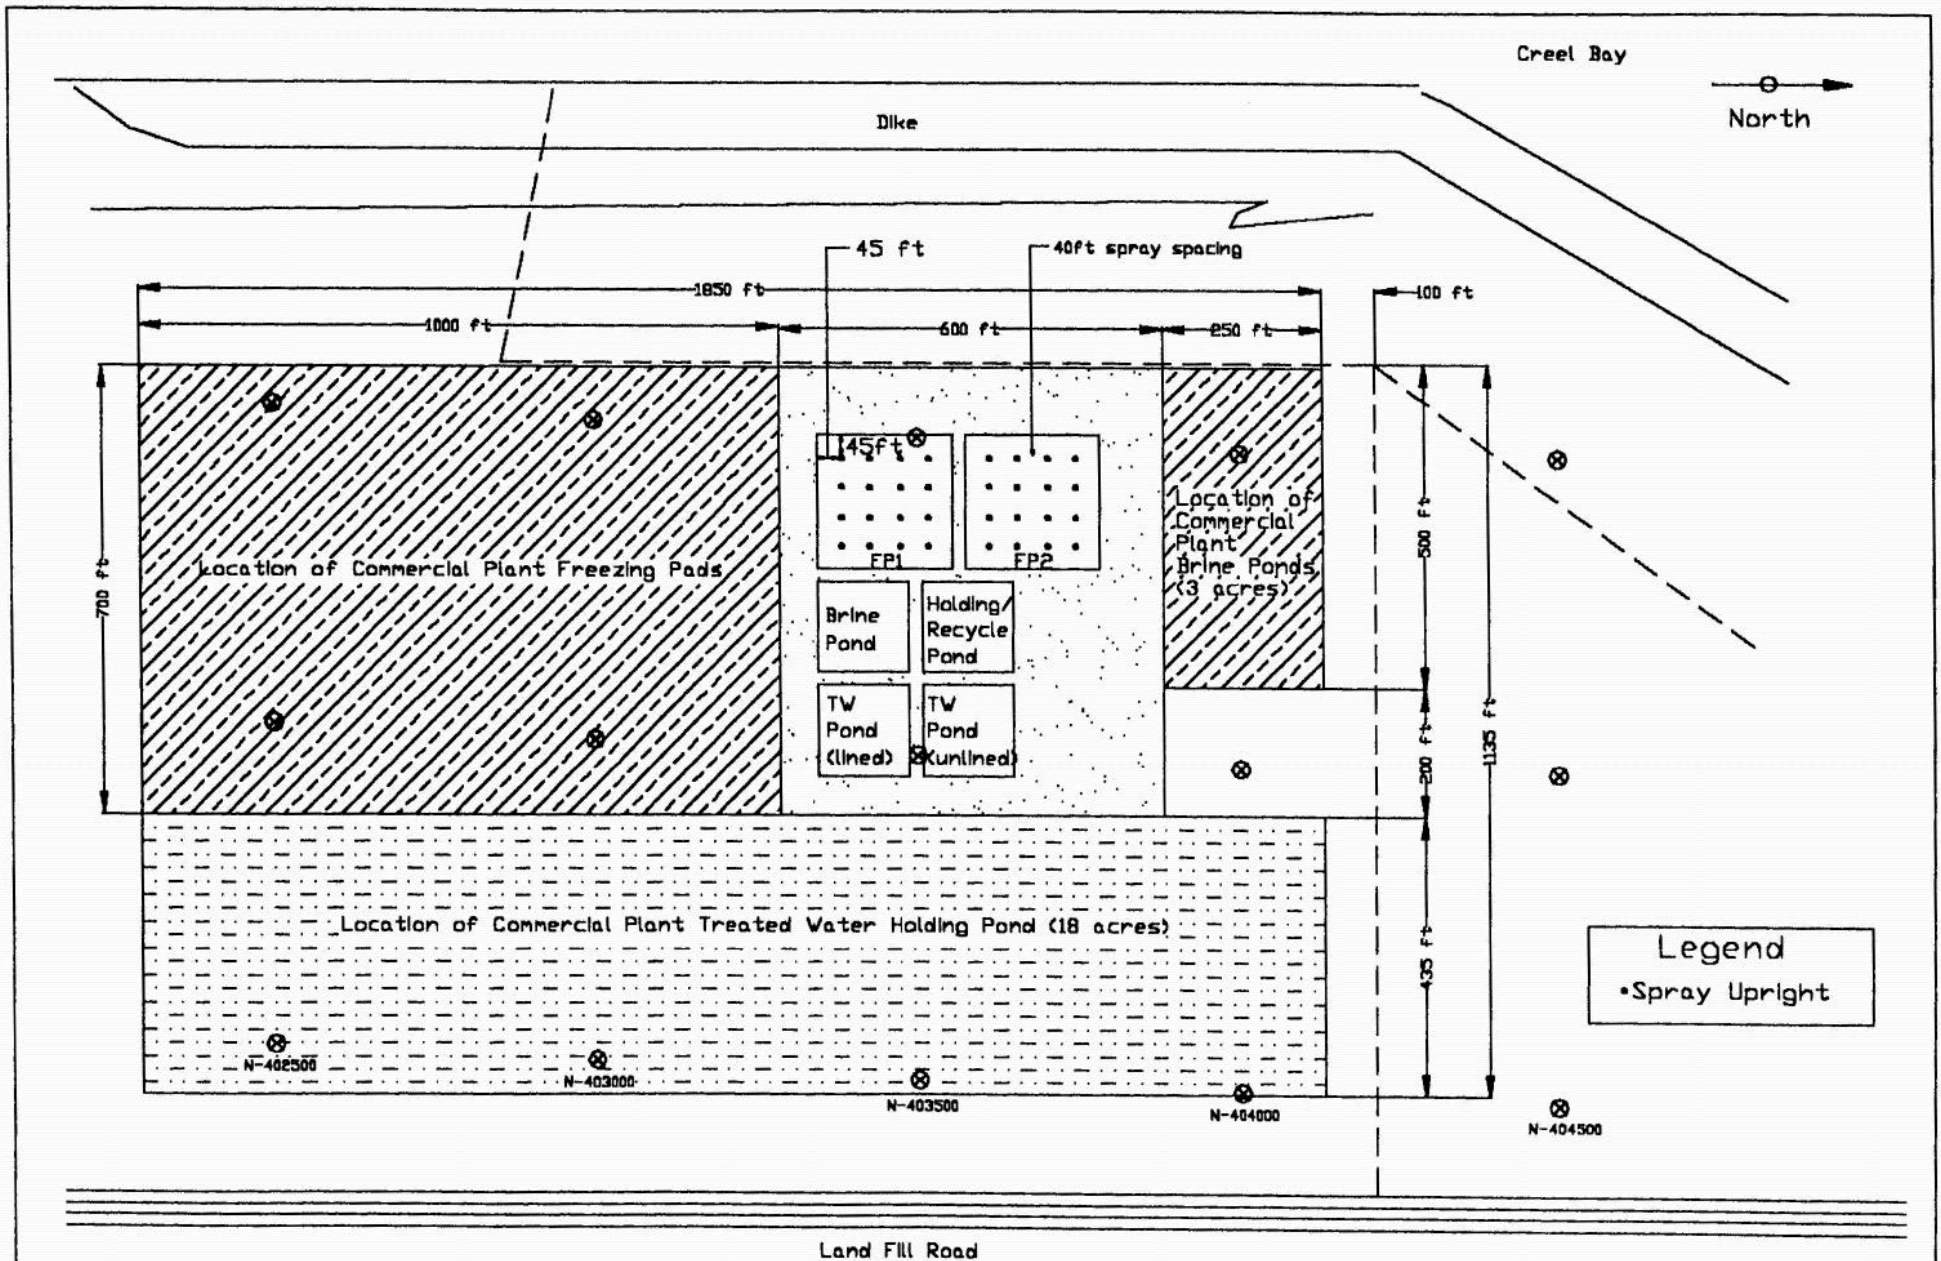 Creel Bay
North
Dike
45 ft
40ft spray spacing
1850 ft
100 ft
1000 ft
600 ft
250 ft
45ft
FP1
FP2
Location of
Commercial
Plant
Brine Ponds
(3 acres)
500 ft
700 ft
Location of Commercial Plant Freezing Pads
Brine
Pond
Holding/
Recycle
Pond
TW
Pond
(lined)
TW
Pond
(unlined)
200 ft
1135 ft
Location of Commercial Plant Treated Water Holding Pond (18 acres)
435 ft
Legend
•Spray Upright
N-402500
N-403000
N-403500
N-404000
N-404500
Land Fill Road